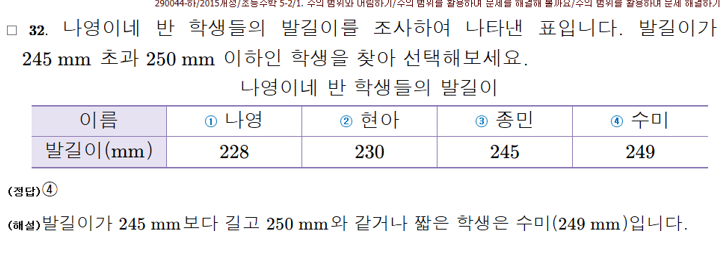 290044-하/2015개정/초등수학 5-2/1. 수의 범위와 어림하기/수의 범위를 활용하여 문제를 해결해 볼까요/수의 범위를 활용하여 문제 해결하기
□ 32. 나영이네 반 학생들의 발길이를 조사하여 나타낸 표입니다. 발길이가
245 mm 초과 250 mm 이하인 학생을 찾아 선택해보세요.
나영이네 반 학생들의 발길이
이름 ① 나영 ② 현아 ③ 종민 ④ 수미
발길이(mm) 228 230 245 249
(정답)④
(해설)발길이가 245 mm보다 길고 250 mm와 같거나 짧은 학생은 수미(249 mm)입니다.